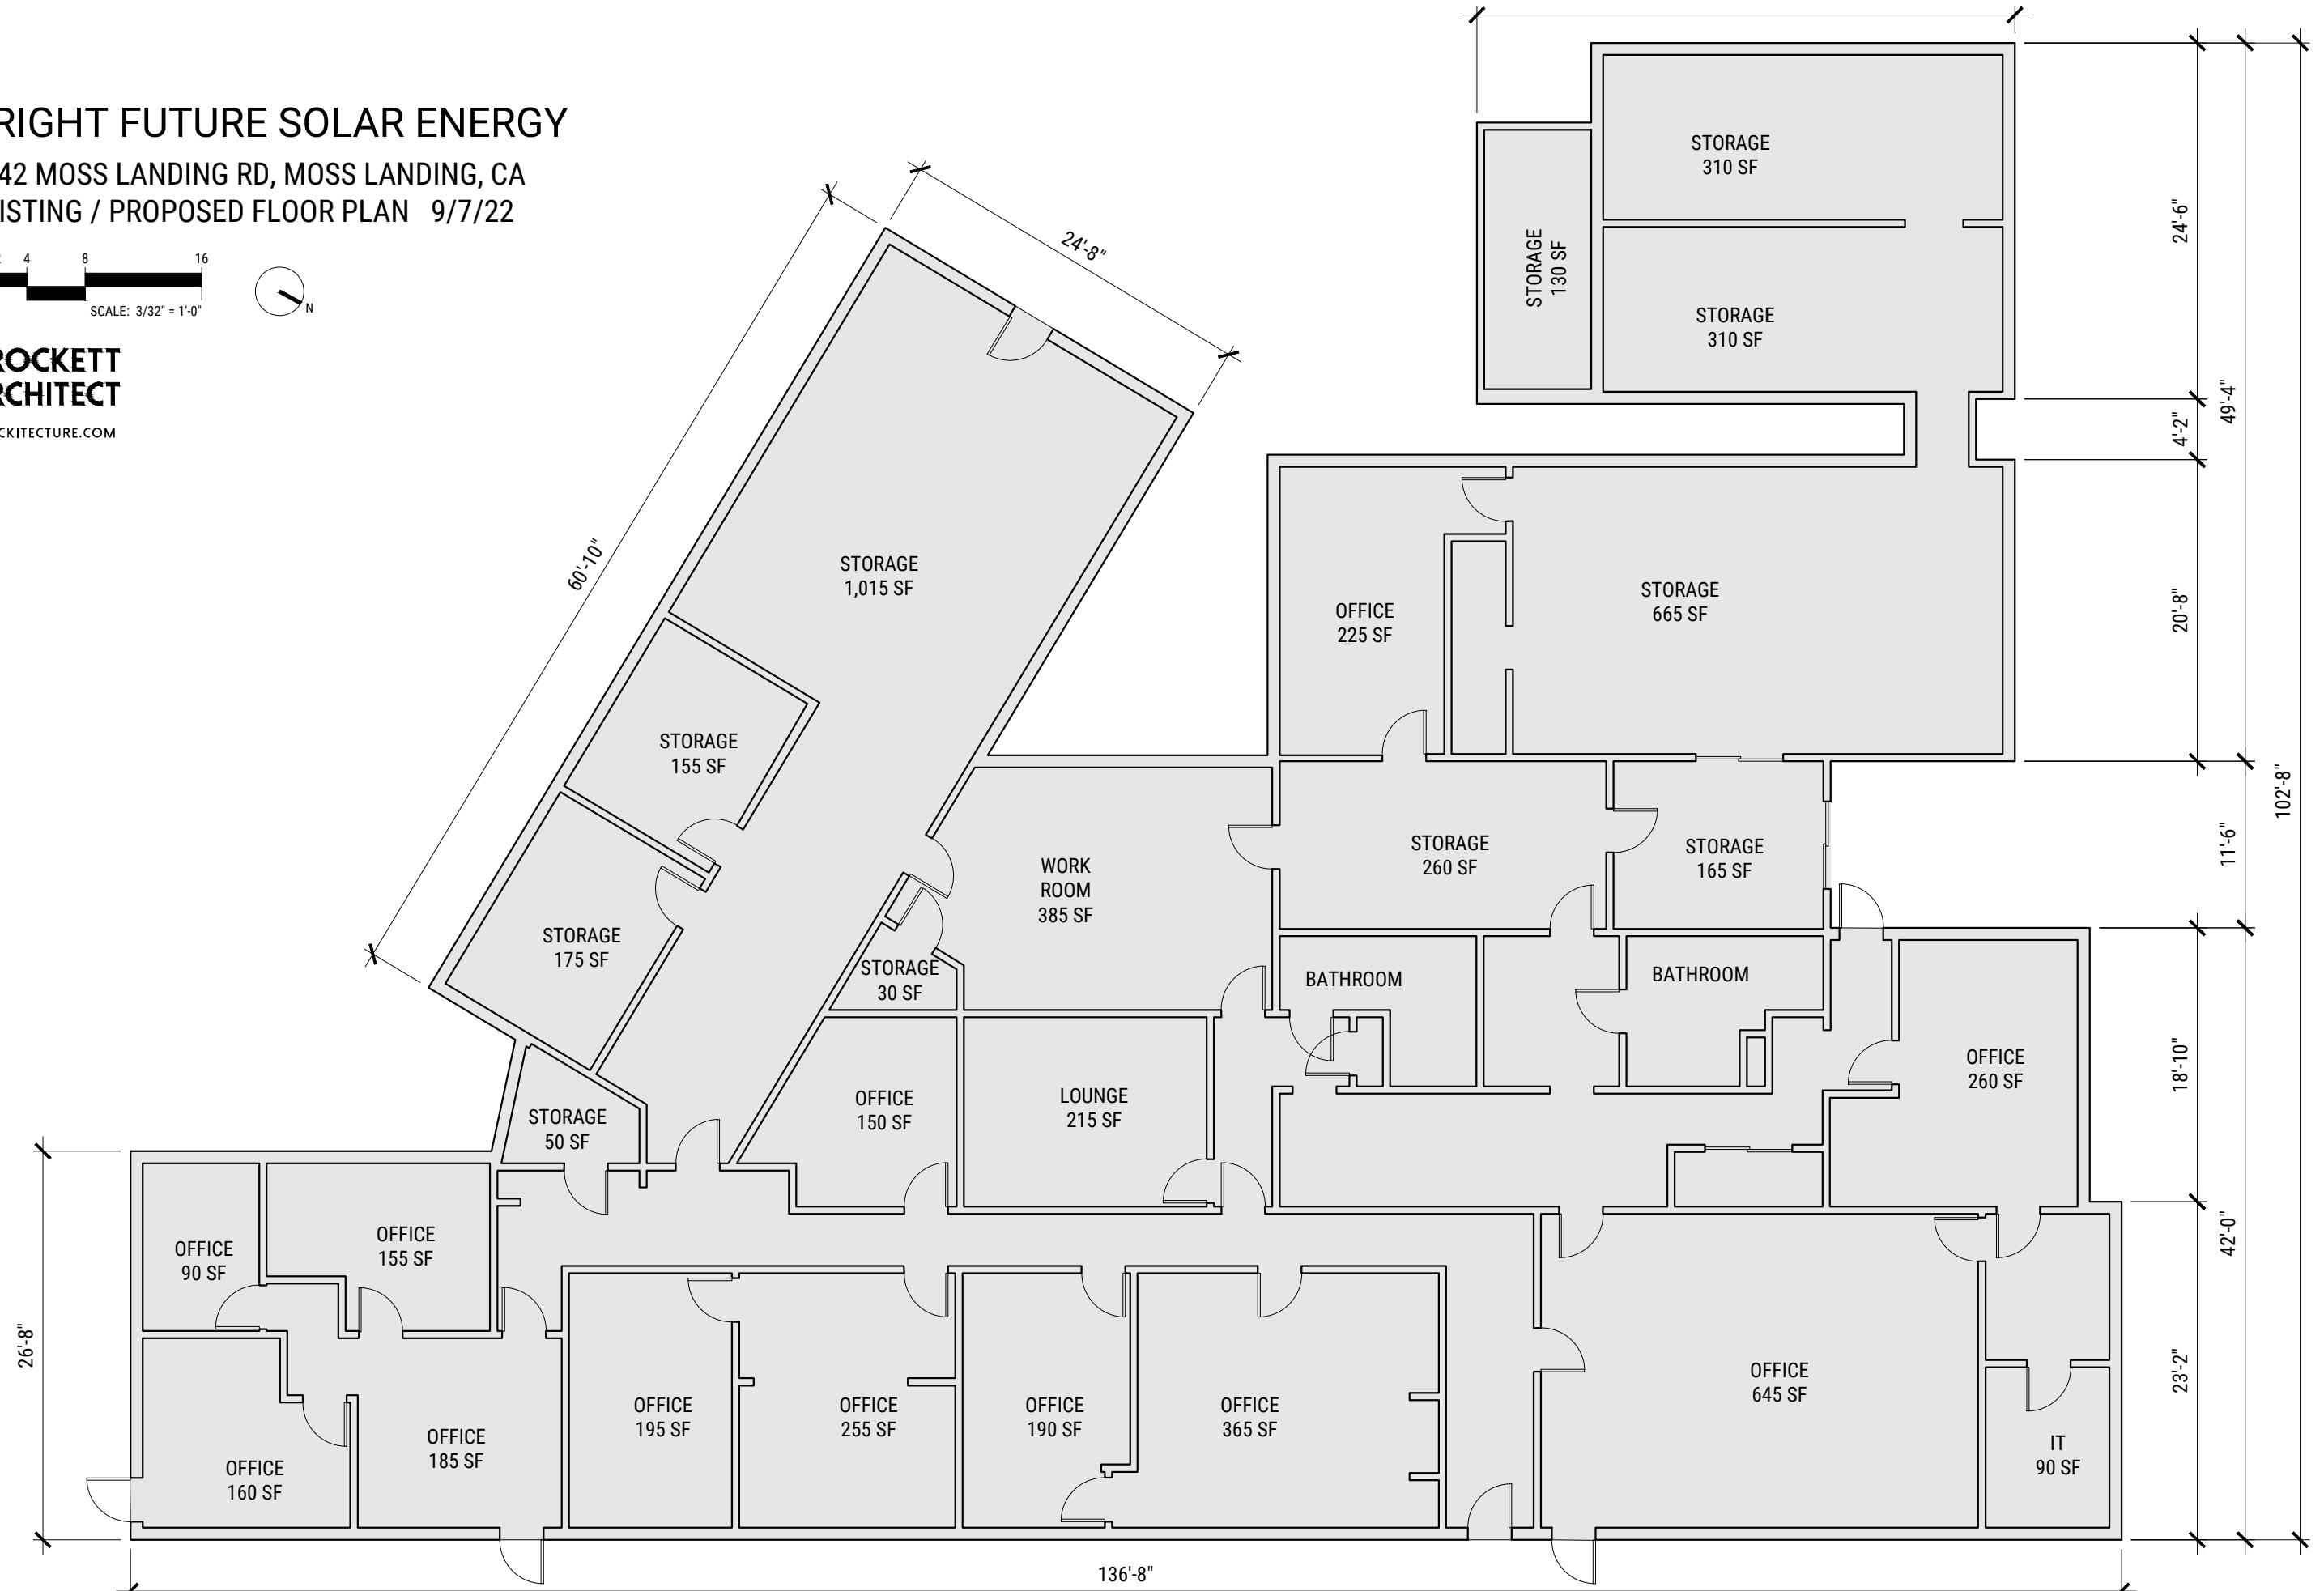 RIGHT FUTURE SOLAR ENERGY
42 MOSS LANDING RD, MOSS LANDING, CA
ISTING / PROPOSED FLOOR PLAN 9/7/22
4 8 16
SCALE: 3/32" = 1'-0"
N
ROCKETT
RCHITECT
CKITECTURE.COM
24'-8"
60'-10"
STORAGE
310 SF
STORAGE
130 SF
STORAGE
310 SF
24'-6"
4'-2"
49'-4"
20'-8"
102'-8"
11'-6"
18'-10"
42'-0"
23'-2"
STORAGE
1,015 SF
OFFICE
225 SF
STORAGE
665 SF
STORAGE
155 SF
STORAGE
175 SF
WORK
ROOM
385 SF
STORAGE
260 SF
STORAGE
165 SF
STORAGE
30 SF
BATHROOM
BATHROOM
OFFICE
260 SF
STORAGE
50 SF
OFFICE
150 SF
LOUNGE
215 SF
26'-8"
OFFICE
90 SF
OFFICE
155 SF
OFFICE
160 SF
OFFICE
185 SF
OFFICE
195 SF
OFFICE
255 SF
OFFICE
190 SF
OFFICE
365 SF
OFFICE
645 SF
IT
90 SF
136'-8"